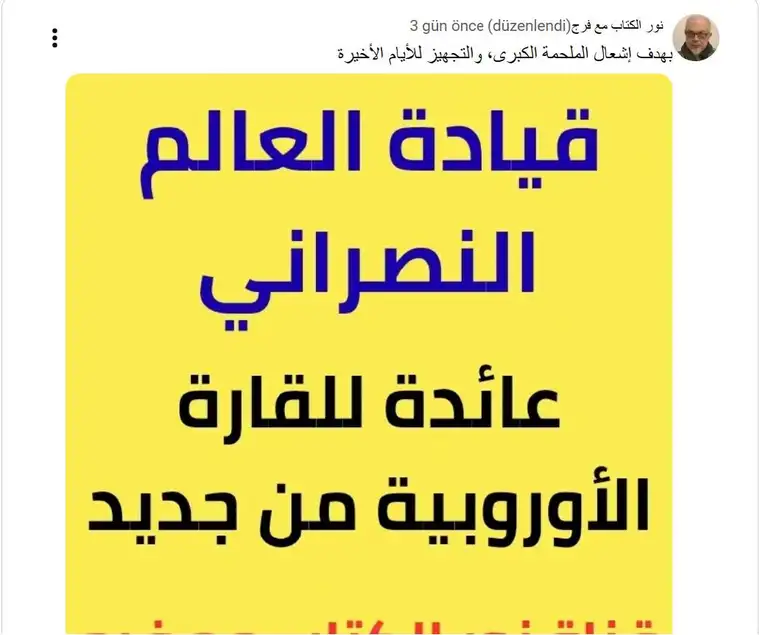 نور الكتاب مع فرج 3 gün önce (düzenlendi)
بهدف إشعال الملحمة الكبرى، والتجهيز للأيام الأخيرة
قيادة العالم
النصراني
عائدة للقارة
الأوروبية من جديد